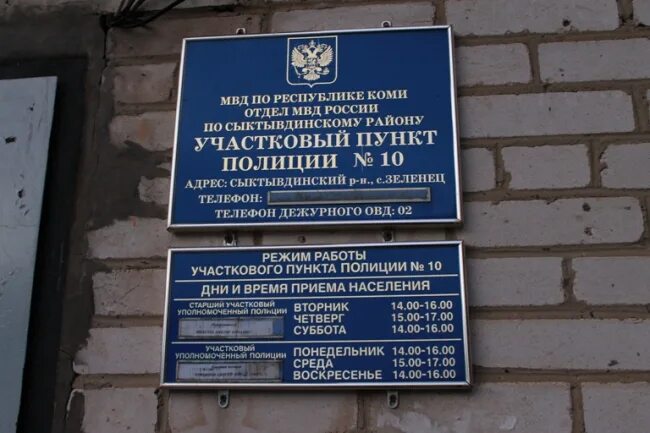 МВД ПО РЕСПУБЛИКЕ КОМИ
ОТДЕЛ МВД РОССИИ
ПО СЫКТЫВДИНСКОМУ РАЙОНУ
УЧАСТКОВЫЙ ПУНКТ
ПОЛИЦИИ № 10
АДРЕС: СЫКТЫВДИНСКИЙ р-н., с.ЗЕЛЕНЕЦ
ТЕЛЕФОН:
ТЕЛЕФОН ДЕЖУРНОГО ОВД: 02
РЕЖИМ РАБОТЫ
УЧАСТКОВОГО ПУНКТА ПОЛИЦИИ № 10
ДНИ И ВРЕМЯ ПРИЕМА НАСЕЛЕНИЯ
СТАРШИЙ УЧАСТКОВЫЙ
УПОЛНОМОЧЕННЫЙ ПОЛИЦИИ
ВТОРНИК 14.00-16.00
ЧЕТВЕРГ 15.00-17.00
СУББОТА 14.00-16.00
УЧАСТКОВЫЙ
УПОЛНОМОЧЕННЫЙ ПОЛИЦИИ
ПОНЕДЕЛЬНИК 14.00-16.00
СРЕДА 15.00-17.00
ВОСКРЕСЕНЬЕ 14.00-16.00